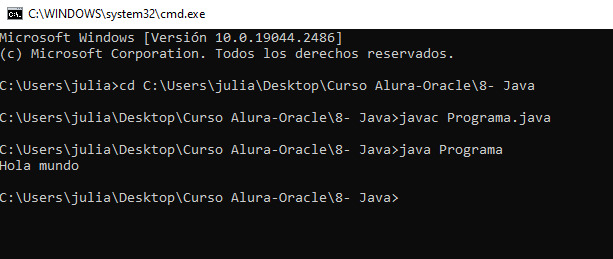 C:\WINDOWS\system32\cmd.exe
Microsoft Windows [Versión 10.0.19044.2486]
(c) Microsoft Corporation. Todos los derechos reservados.
C:\Users\julia>cd C:\Users\julia\Desktop\Curso Alura-Oracle\8- Java
C:\Users\julia\Desktop\Curso Alura-Oracle\8- Java>javac Programa.java
C:\Users\julia\Desktop\Curso Alura-Oracle\8- Java>java Programa
Hola mundo
C:\Users\julia\Desktop\Curso Alura-Oracle\8- Java>